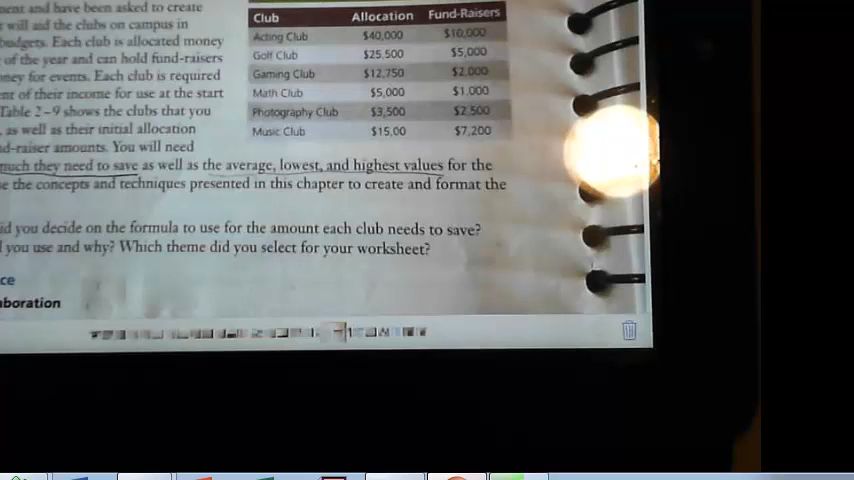 nent and have been asked to create
will aid the clubs on campus in
budgets. Each club is allocated money
of the year and can hold fund-raisers
ney for events. Each club is required
ent of their income for use at the start
Table 2–9 shows the clubs that you
, as well as their initial allocation
nd-raiser amounts. You will need
much they need to save as well as the average, lowest, and highest values for the
se the concepts and techniques presented in this chapter to create and format the
Club Allocation Fund-Raisers
Acting Club $40,000 $10,000
Golf Club $25,500 $5,000
Gaming Club $12,750 $2,000
Math Club $5,000 $1,000
Photography Club $3,500 $2,500
Music Club $15,00 $7,200
id you decide on the formula to use for the amount each club needs to save?
you use and why? Which theme did you select for your worksheet?
ce
aboration